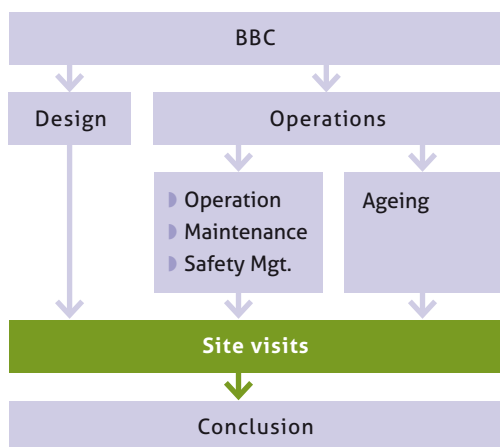 BBC
Design
Operations
Operation
Maintenance
Safety Mgt.
Ageing
Site visits
Conclusion